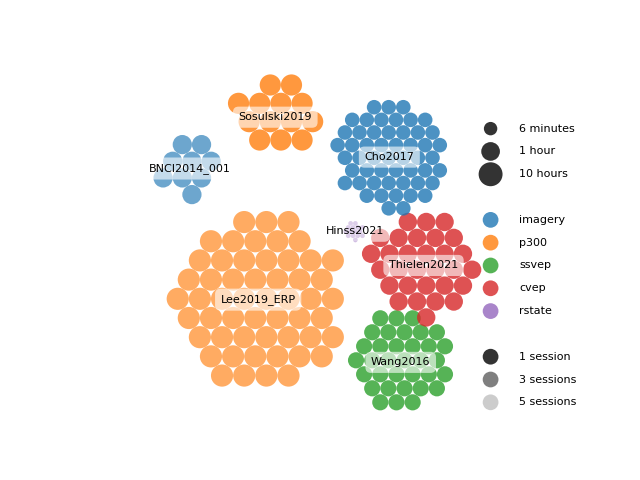 Sosulski2019
BNCI2014_001
Cho2017
Hinss2021
Thielen2021
Lee2019_ERP
Wang2016
6 minutes
1 hour
10 hours
imagery
p300
ssvep
cvep
rstate
1 session
3 sessions
5 sessions